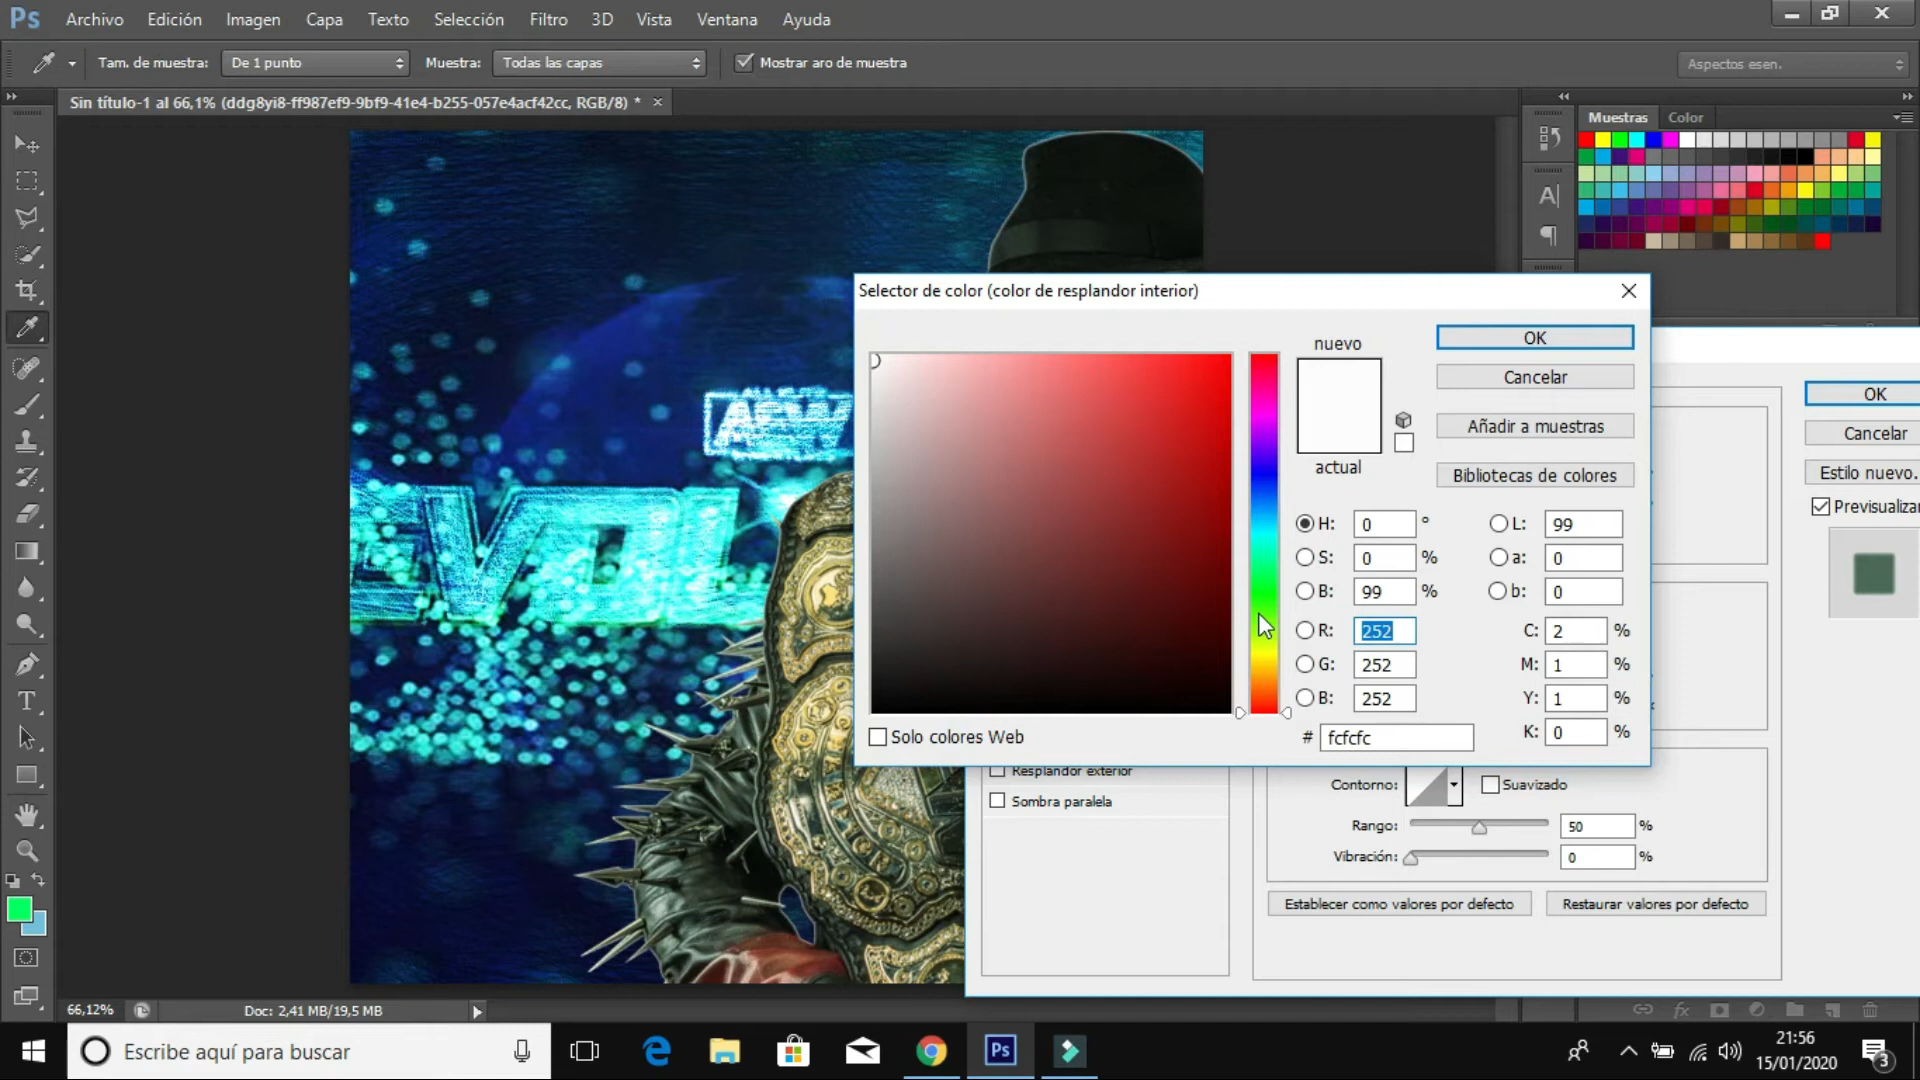 Ps Archivo Edición Imagen Capa Texto Selección Filtro 3D Vista Ventana Ayuda
Tam. de muestra: De 1 punto Muestra: Todas las capas Mostrar aro de muestra Aspectos esen.
Sin título-1 al 66,1% (ddg8yi8-ff987ef9-9bf9-41e4-b255-057e4acf42cc, RGB/8) * ×
Muestras Color
Selector de color (color de resplandor interior)
nuevo
OK
Cancelar
Añadir a muestras
actual
Bibliotecas de colores
H: 0 ° L: 99
S: 0 % a: 0
B: 99 % b: 0
R: 252 C: 2 %
G: 252 M: 1 %
B: 252 Y: 1 %
# fcfcfc K: 0 %
Solo colores Web
OK
Cancelar
Estilo nuevo.
Previsualizar
EVOL
Resplandor exterior
Sombra paralela
Contorno: Suavizado
Rango: 50 %
Vibración: 0 %
Establecer como valores por defecto Restaurar valores por defecto
66,12% Doc: 2,41 MB/19,5 MB
Escribe aquí para buscar
Ps
21:56
15/01/2020
3